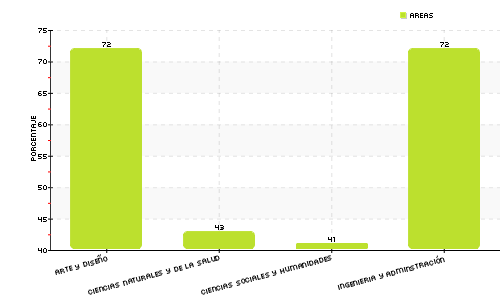 AREAS
75
70
65
60
55
50
45
40
PORCENTAJE
72
43
41
72
ARTE Y DISEÑO
CIENCIAS NATURALES Y DE LA SALUD
CIENCIAS SOCIALES Y HUMANIDADES
INGENIERIA Y ADMINSTRACIÓN